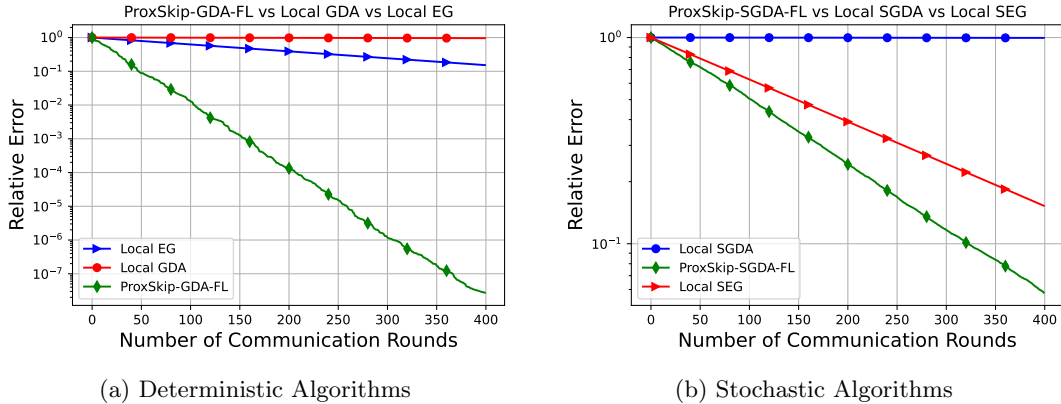 ProxSkip-GDA-FL vs Local GDA vs Local EG
10⁰
10⁻¹
10⁻²
10⁻³
10⁻⁴
10⁻⁵
10⁻⁶
10⁻⁷
Relative Error
Local EG
Local GDA
ProxSkip-GDA-FL
0 50 100 150 200 250 300 350 400
Number of Communication Rounds
(a) Deterministic Algorithms
ProxSkip-SGDA-FL vs Local SGDA vs Local SEG
10⁰
10⁻¹
Relative Error
Local SGDA
ProxSkip-SGDA-FL
Local SEG
0 50 100 150 200 250 300 350 400
Number of Communication Rounds
(b) Stochastic Algorithms